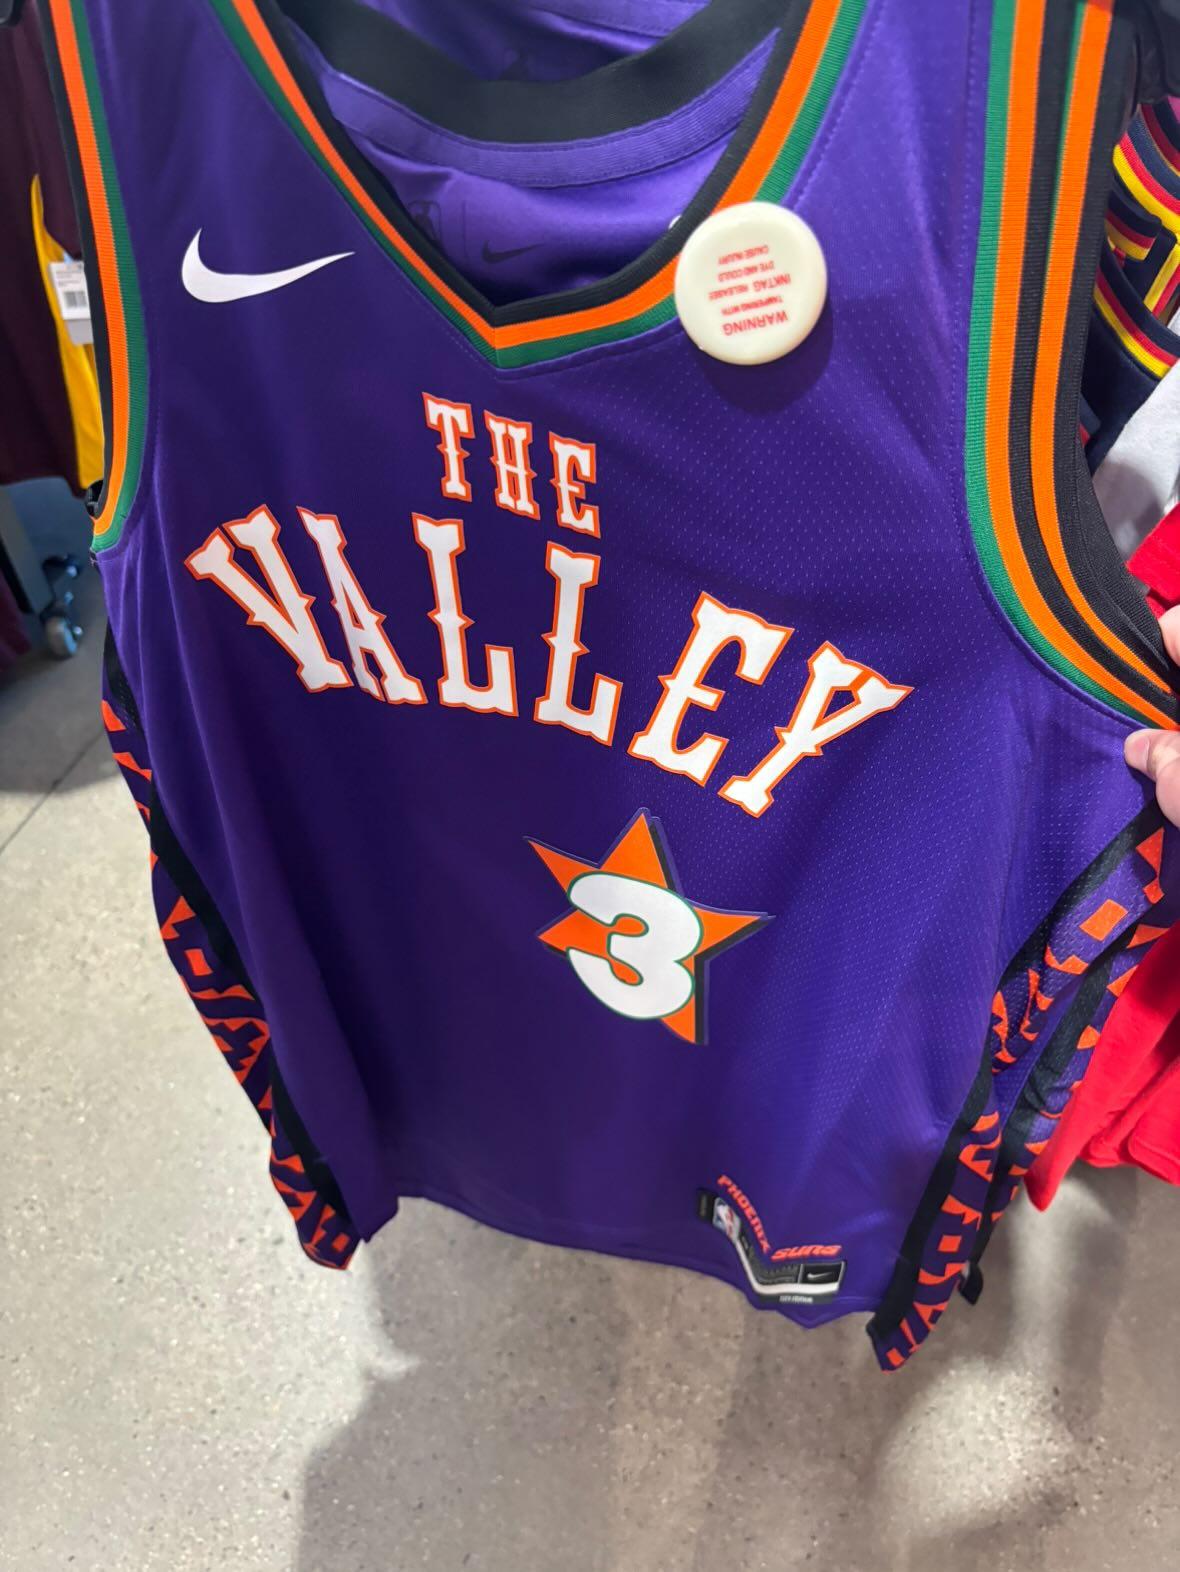 WARNING
TAMPERING WITH
INKTAG RELEASES
DYE AND COULD
CAUSE INJURY
THE
VALLEY
3
PHOENIX
SUNS